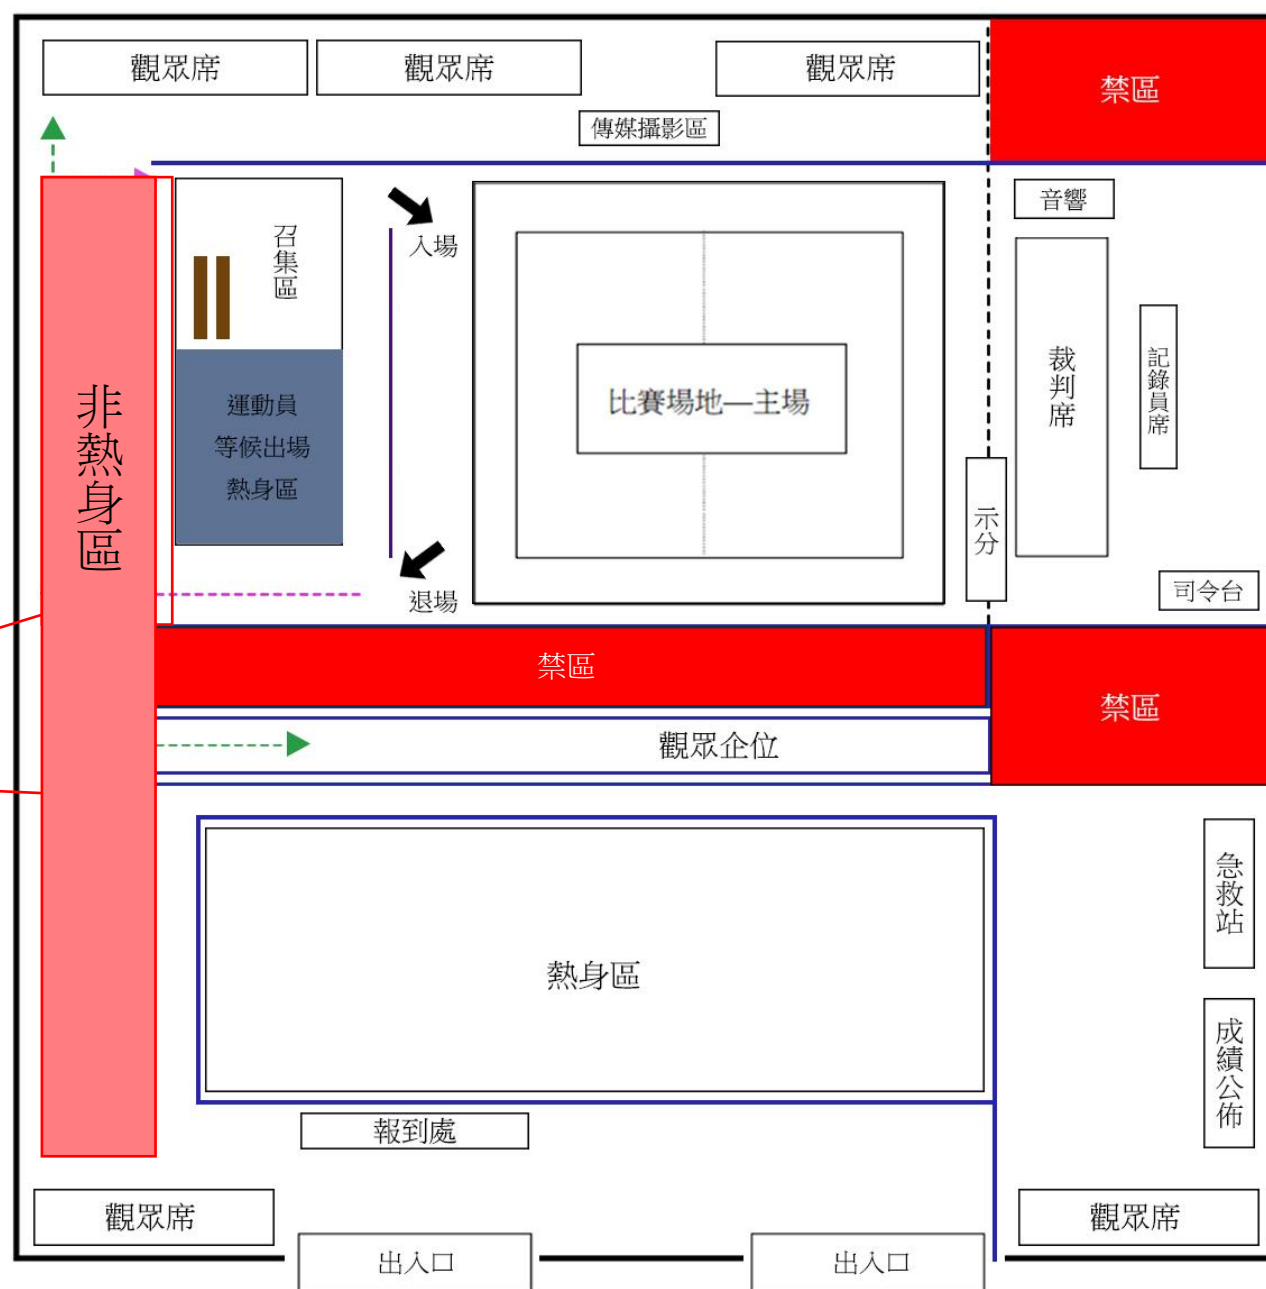 觀眾席
觀眾席
觀眾席
禁區
傳媒攝影區
音響
召集區
入場
非熱身區
運動員
等候出場
熱身區
比賽場地—主場
裁判席
記錄員席
示分
退場
司令台
禁區
禁區
觀眾企位
急救站
熱身區
成績公佈
報到處
觀眾席
觀眾席
出入口
出入口